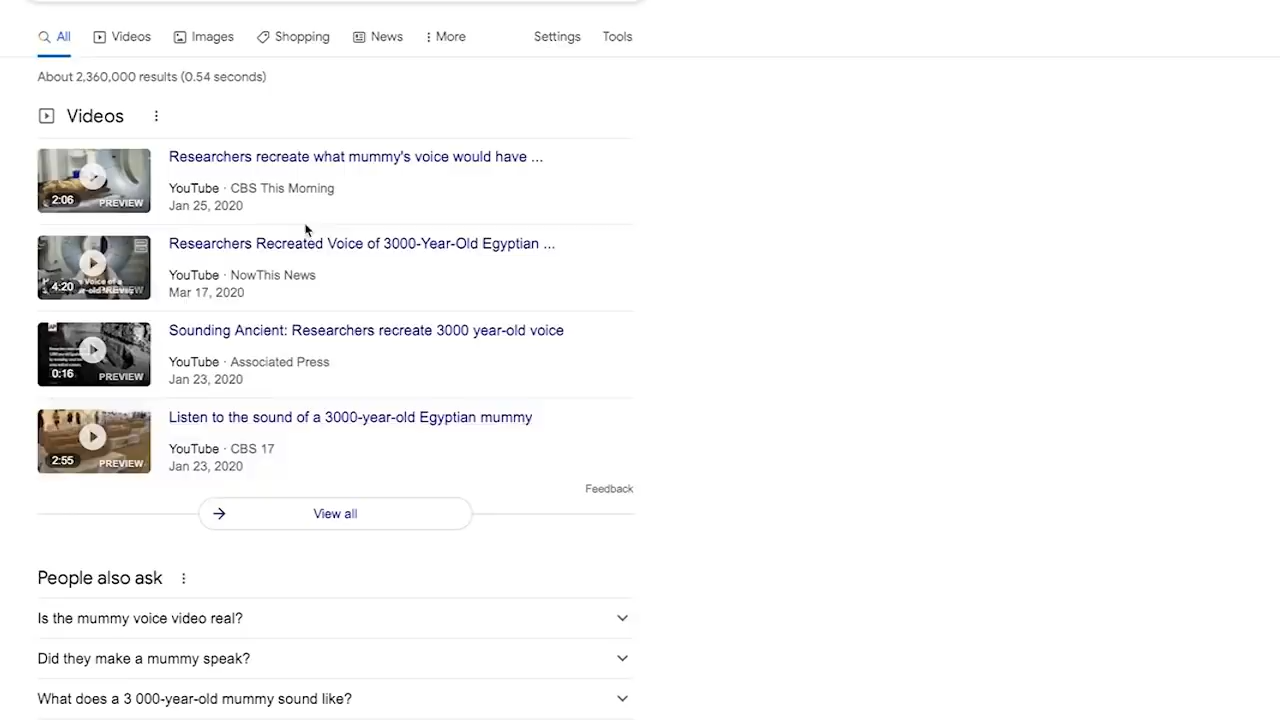 All Videos Images Shopping News More Settings Tools
About 2,360,000 results (0.54 seconds)
Videos
Researchers recreate what mummy's voice would have ...
YouTube · CBS This Morning
2:06 PREVIEW
Jan 25, 2020
Researchers Recreated Voice of 3000-Year-Old Egyptian ...
YouTube · NowThis News
4:20 PREVIEW
Mar 17, 2020
Sounding Ancient: Researchers recreate 3000 year-old voice
YouTube · Associated Press
0:16 PREVIEW
Jan 23, 2020
Listen to the sound of a 3000-year-old Egyptian mummy
YouTube · CBS 17
2:55 PREVIEW
Jan 23, 2020
Feedback
View all
People also ask
Is the mummy voice video real?
Did they make a mummy speak?
What does a 3 000-year-old mummy sound like?